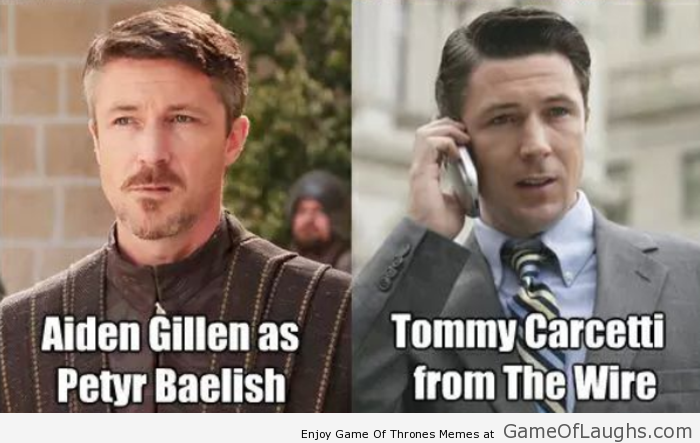 Aiden Gillen as
Petyr Baelish
Tommy Carcetti
from The Wire
Enjoy Game Of Thrones Memes at GameOfLaughs.com